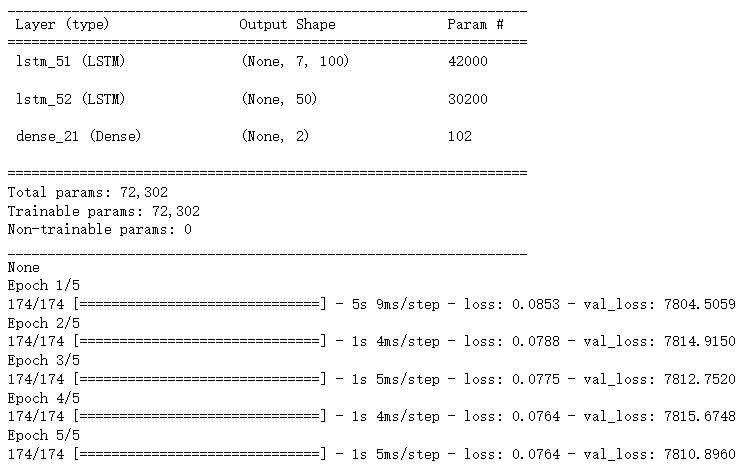 _________________________________________________________________
Layer (type)                Output Shape              Param #
=================================================================
lstm_51 (LSTM)              (None, 7, 100)            42000
lstm_52 (LSTM)              (None, 50)                30200
dense_21 (Dense)            (None, 2)                 102
=================================================================
Total params: 72,302
Trainable params: 72,302
Non-trainable params: 0
_________________________________________________________________
None
Epoch 1/5
174/174 [==============================] - 5s 9ms/step - loss: 0.0853 - val_loss: 7804.5059
Epoch 2/5
174/174 [==============================] - 1s 4ms/step - loss: 0.0788 - val_loss: 7814.9150
Epoch 3/5
174/174 [==============================] - 1s 5ms/step - loss: 0.0775 - val_loss: 7812.7520
Epoch 4/5
174/174 [==============================] - 1s 4ms/step - loss: 0.0764 - val_loss: 7815.6748
Epoch 5/5
174/174 [==============================] - 1s 5ms/step - loss: 0.0764 - val_loss: 7810.8960